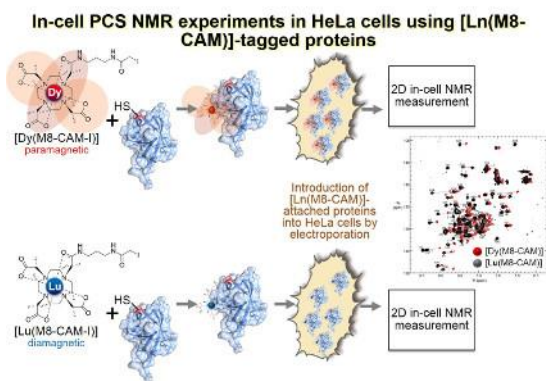 In-cell PCS NMR experiments in HeLa cells using [Ln(M8-CAM)]-tagged proteins
Dy
HS
[Dy(M8-CAM-I)]
paramagnetic
+
2D in-cell NMR
measurement
Introduction of
[Ln(M8-CAM)]-
attached proteins
into HeLa cells by
electroporation
[Dy(M8-CAM)]
[Lu(M8-CAM)]
Lu
HS
[Lu(M8-CAM-I)]
diamagnetic
+
2D in-cell NMR
measurement